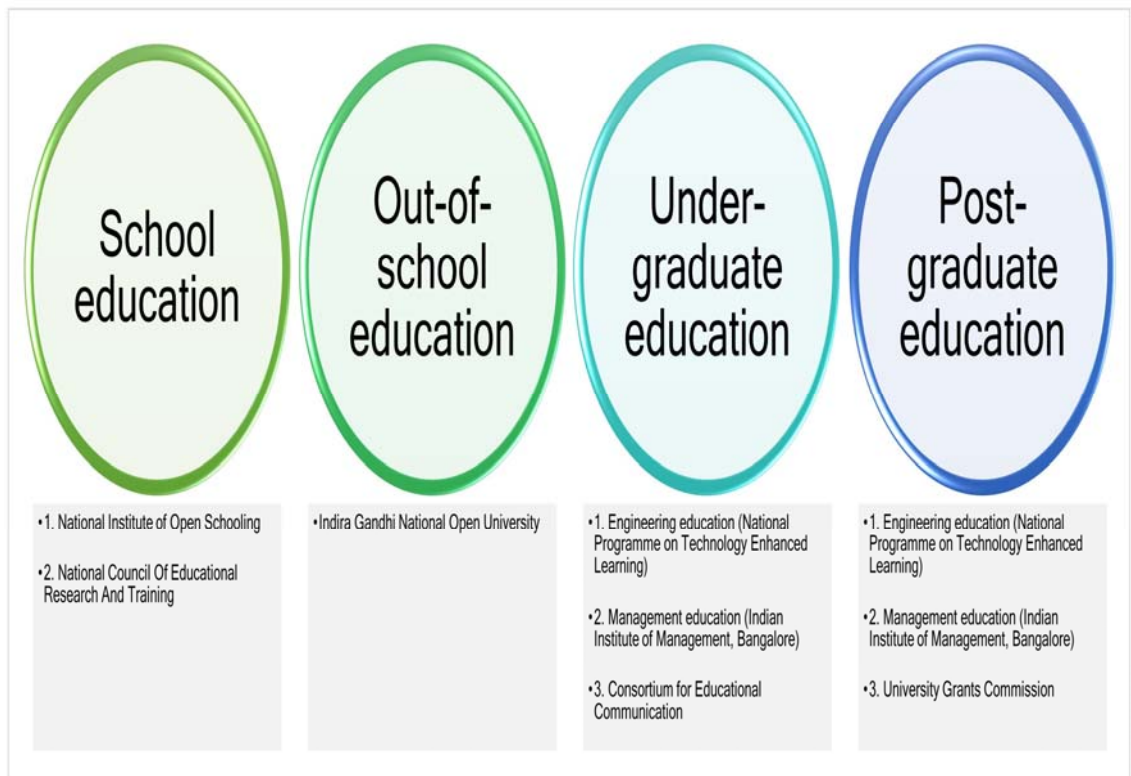 School
education
•1. National Institute of Open Schooling
•2. National Council Of Educational
Research And Training
Out-of-
school
education
•Indira Gandhi National Open University
Under-
graduate
education
•1. Engineering education (National
Programme on Technology Enhanced
Learning)
•2. Management education (Indian
Institute of Management, Bangalore)
•3. Consortium for Educational
Communication
Post-
graduate
education
•1. Engineering education (National
Programme on Technology Enhanced
Learning)
•2. Management education (Indian
Institute of Management, Bangalore)
•3. University Grants Commission